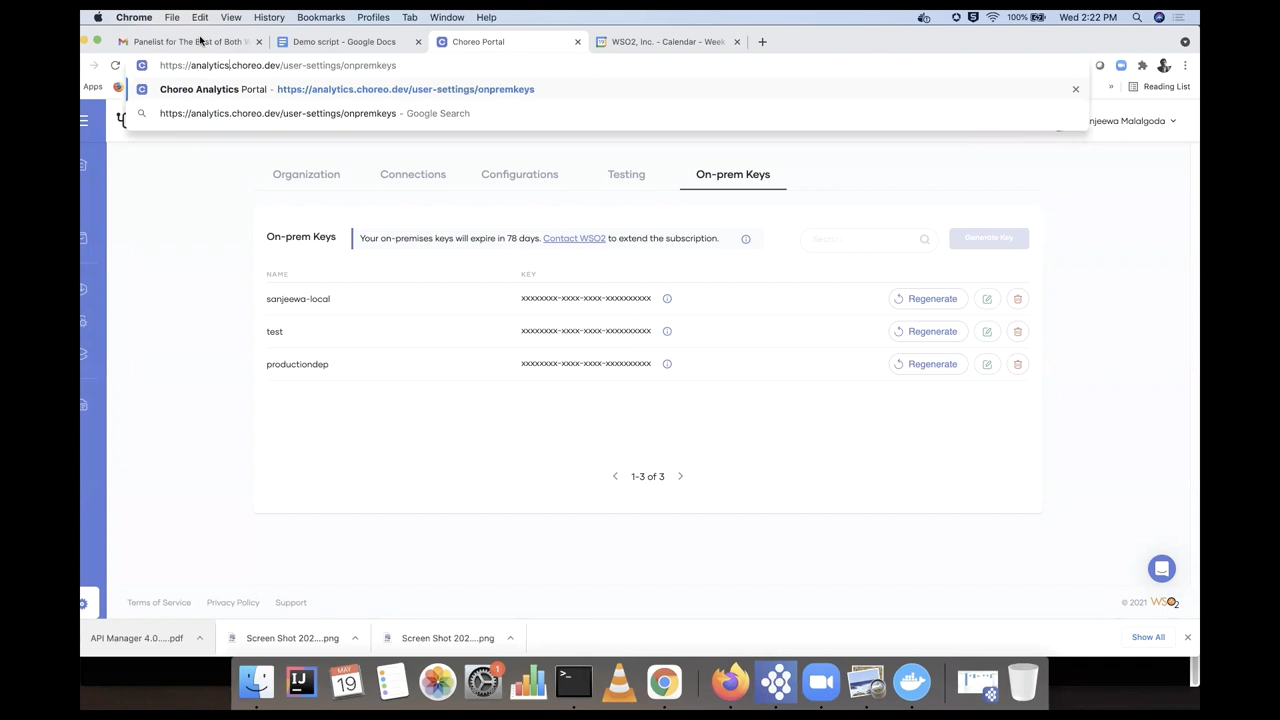 Chrome File Edit View History Bookmarks Profiles Tab Window Help 100% Wed 2:22 PM
Panelist for The Best of Both Demo script - Google Docs Choreo Portal WSO2, Inc. - Calendar - Week
https://analytics.choreo.dev/user-settings/onpremkeys
Apps Choreo Analytics Portal - https://analytics.choreo.dev/user-settings/onpremkeys Reading List
https://analytics.choreo.dev/user-settings/onpremkeys - Google Search
njeewa Malalgoda
Organization Connections Configurations Testing On-prem Keys
On-prem Keys Your on-premises keys will expire in 78 days. Contact WSO2 to extend the subscription. Search Generate Key
NAME KEY
sanjeewa-local xxxxxxxx-xxxx-xxxx-xxxxxxxxxx Regenerate
test xxxxxxxx-xxxx-xxxx-xxxxxxxxxx Regenerate
productiondep xxxxxxxx-xxxx-xxxx-xxxxxxxxxx Regenerate
1-3 of 3
Terms of Service Privacy Policy Support © 2021 WSO2
API Manager 4.0.....pdf Screen Shot 202....png Screen Shot 202....png Show All
MAY
19
1